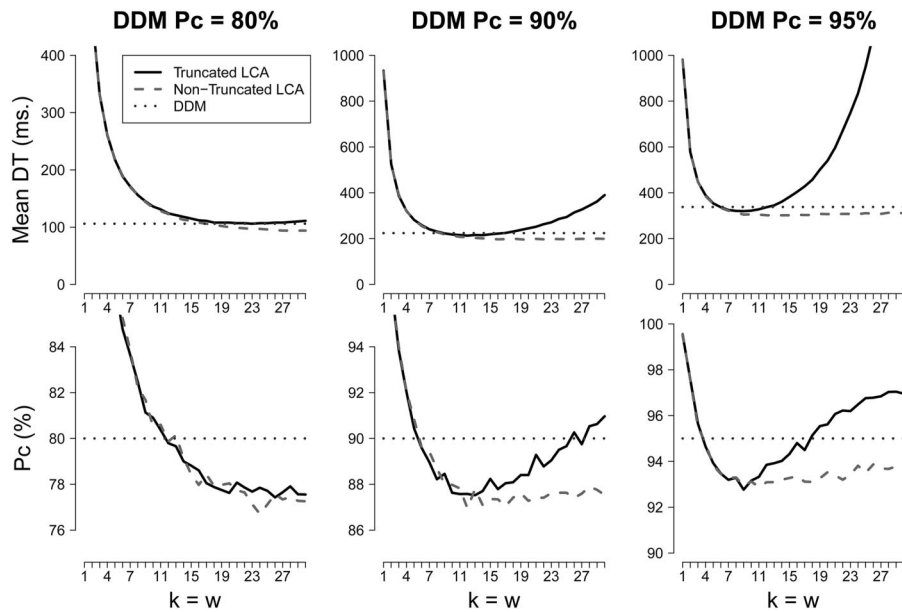 DDM Pc = 80%
DDM Pc = 90%
DDM Pc = 95%
Mean DT (ms.)
400
300
200
100
0
Truncated LCA
Non-Truncated LCA
DDM
1 4 7 11 15 19 23 27
1000
800
600
400
200
0
1 4 7 11 15 19 23 27
1000
800
600
400
200
0
1 4 7 11 15 19 23 27
Pc (%)
84
82
80
78
76
1 4 7 11 15 19 23 27
k = w
94
92
90
88
86
1 4 7 11 15 19 23 27
k = w
100
98
96
94
92
90
1 4 7 11 15 19 23 27
k = w